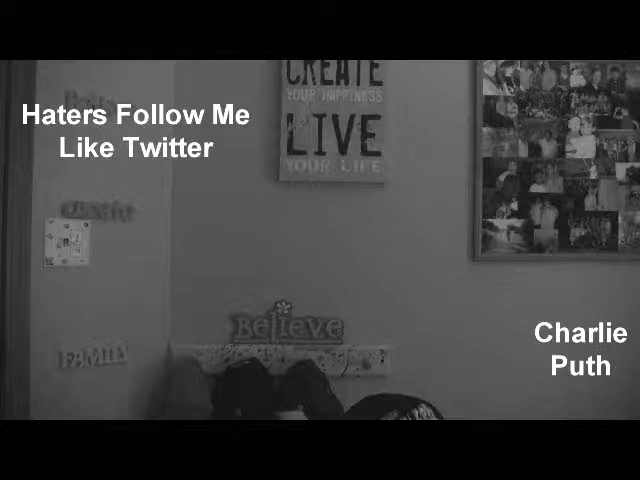 CREATE
YOUR HAPPINESS
LIVE
YOUR LIFE
Haters Follow Me
Like Twitter
Believe
FAMILY
Charlie
Puth